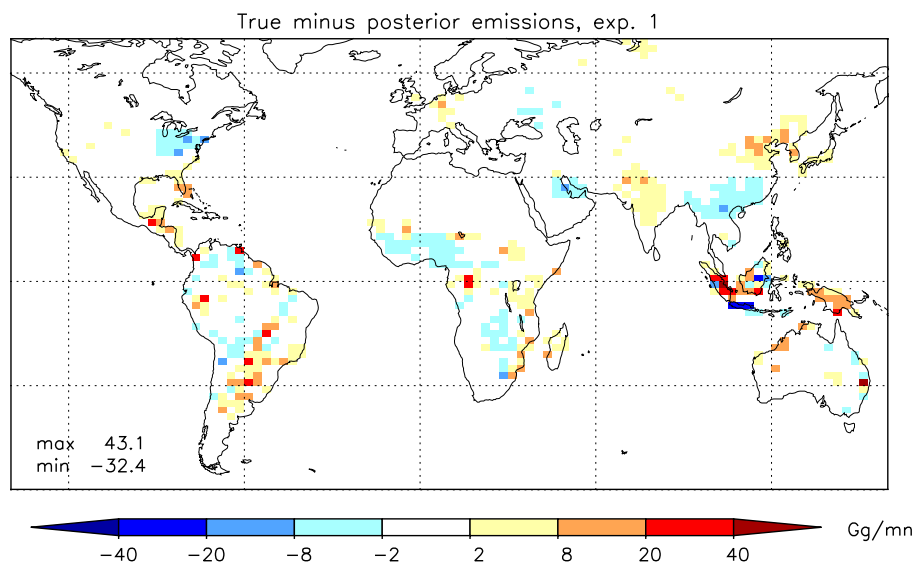 True minus posterior emissions, exp. 1
max 43.1
min −32.4
−40 −20 −8 −2 2 8 20 40 Gg/mn